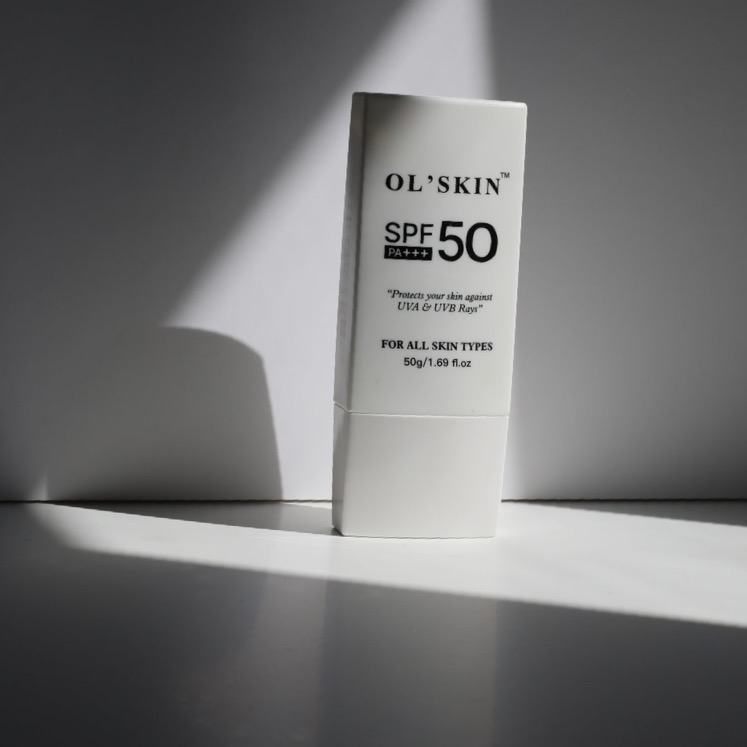 OL’SKIN™
SPF 50
PA+++
“Protects your skin against
UVA & UVB Rays”
FOR ALL SKIN TYPES
50g/1.69 fl.oz